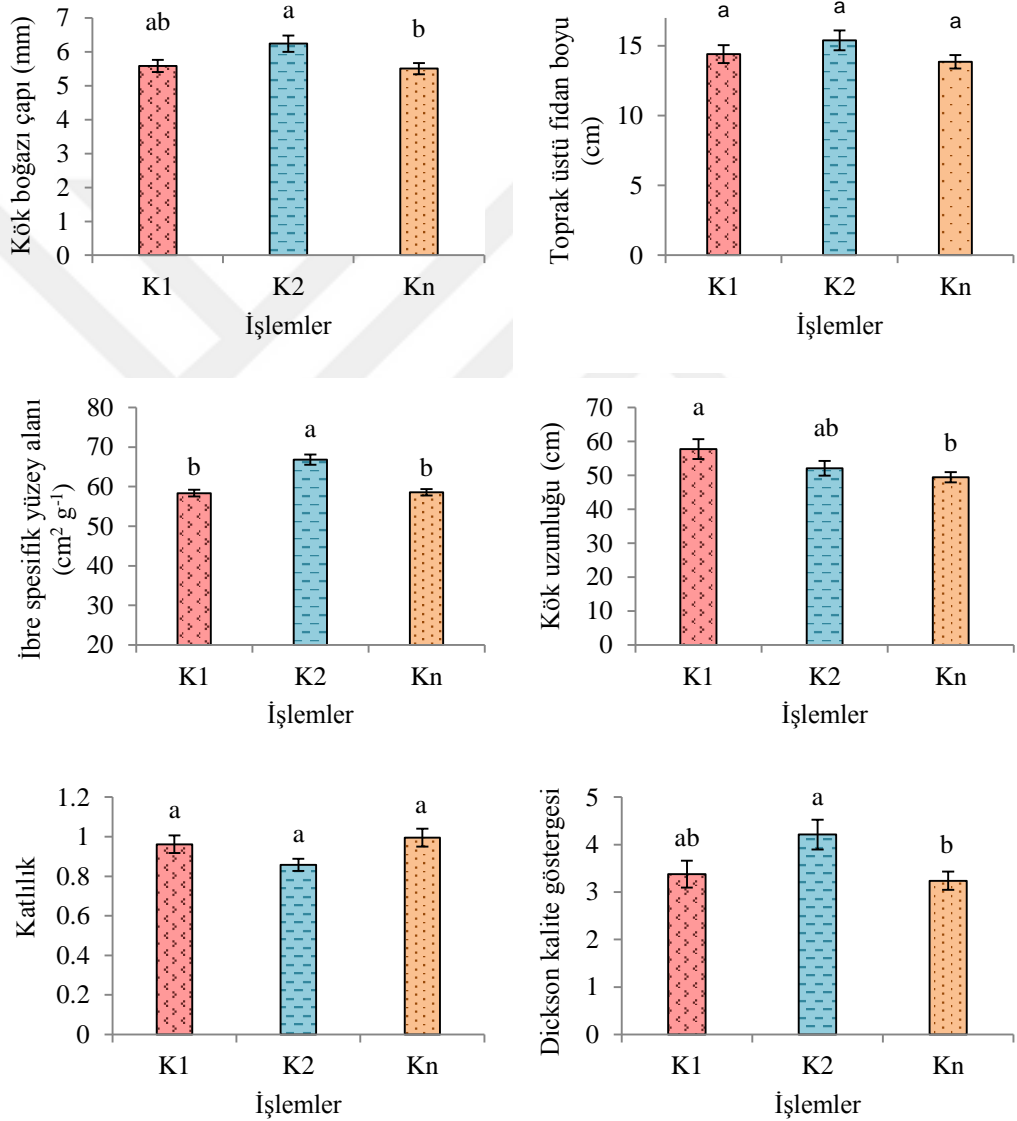 Kök boğazı çapı (mm)
7
6
5
4
3
2
1
0
ab
a
b
K1 K2 Kn
İşlemler
Toprak üstü fidan boyu
(cm)
15
10
5
0
a
a
a
K1 K2 Kn
İşlemler
İbre spesifik yüzey alanı
(cm² g⁻¹)
80
70
60
50
40
30
20
b
a
b
K1 K2 Kn
İşlemler
Kök uzunluğu (cm)
70
60
50
40
30
20
10
0
a
ab
b
K1 K2 Kn
İşlemler
Katlılık
1.2
1
0.8
0.6
0.4
0.2
0
a
a
a
K1 K2 Kn
İşlemler
Dickson kalite göstergesi
5
4
3
2
1
0
ab
a
b
K1 K2 Kn
İşlemler